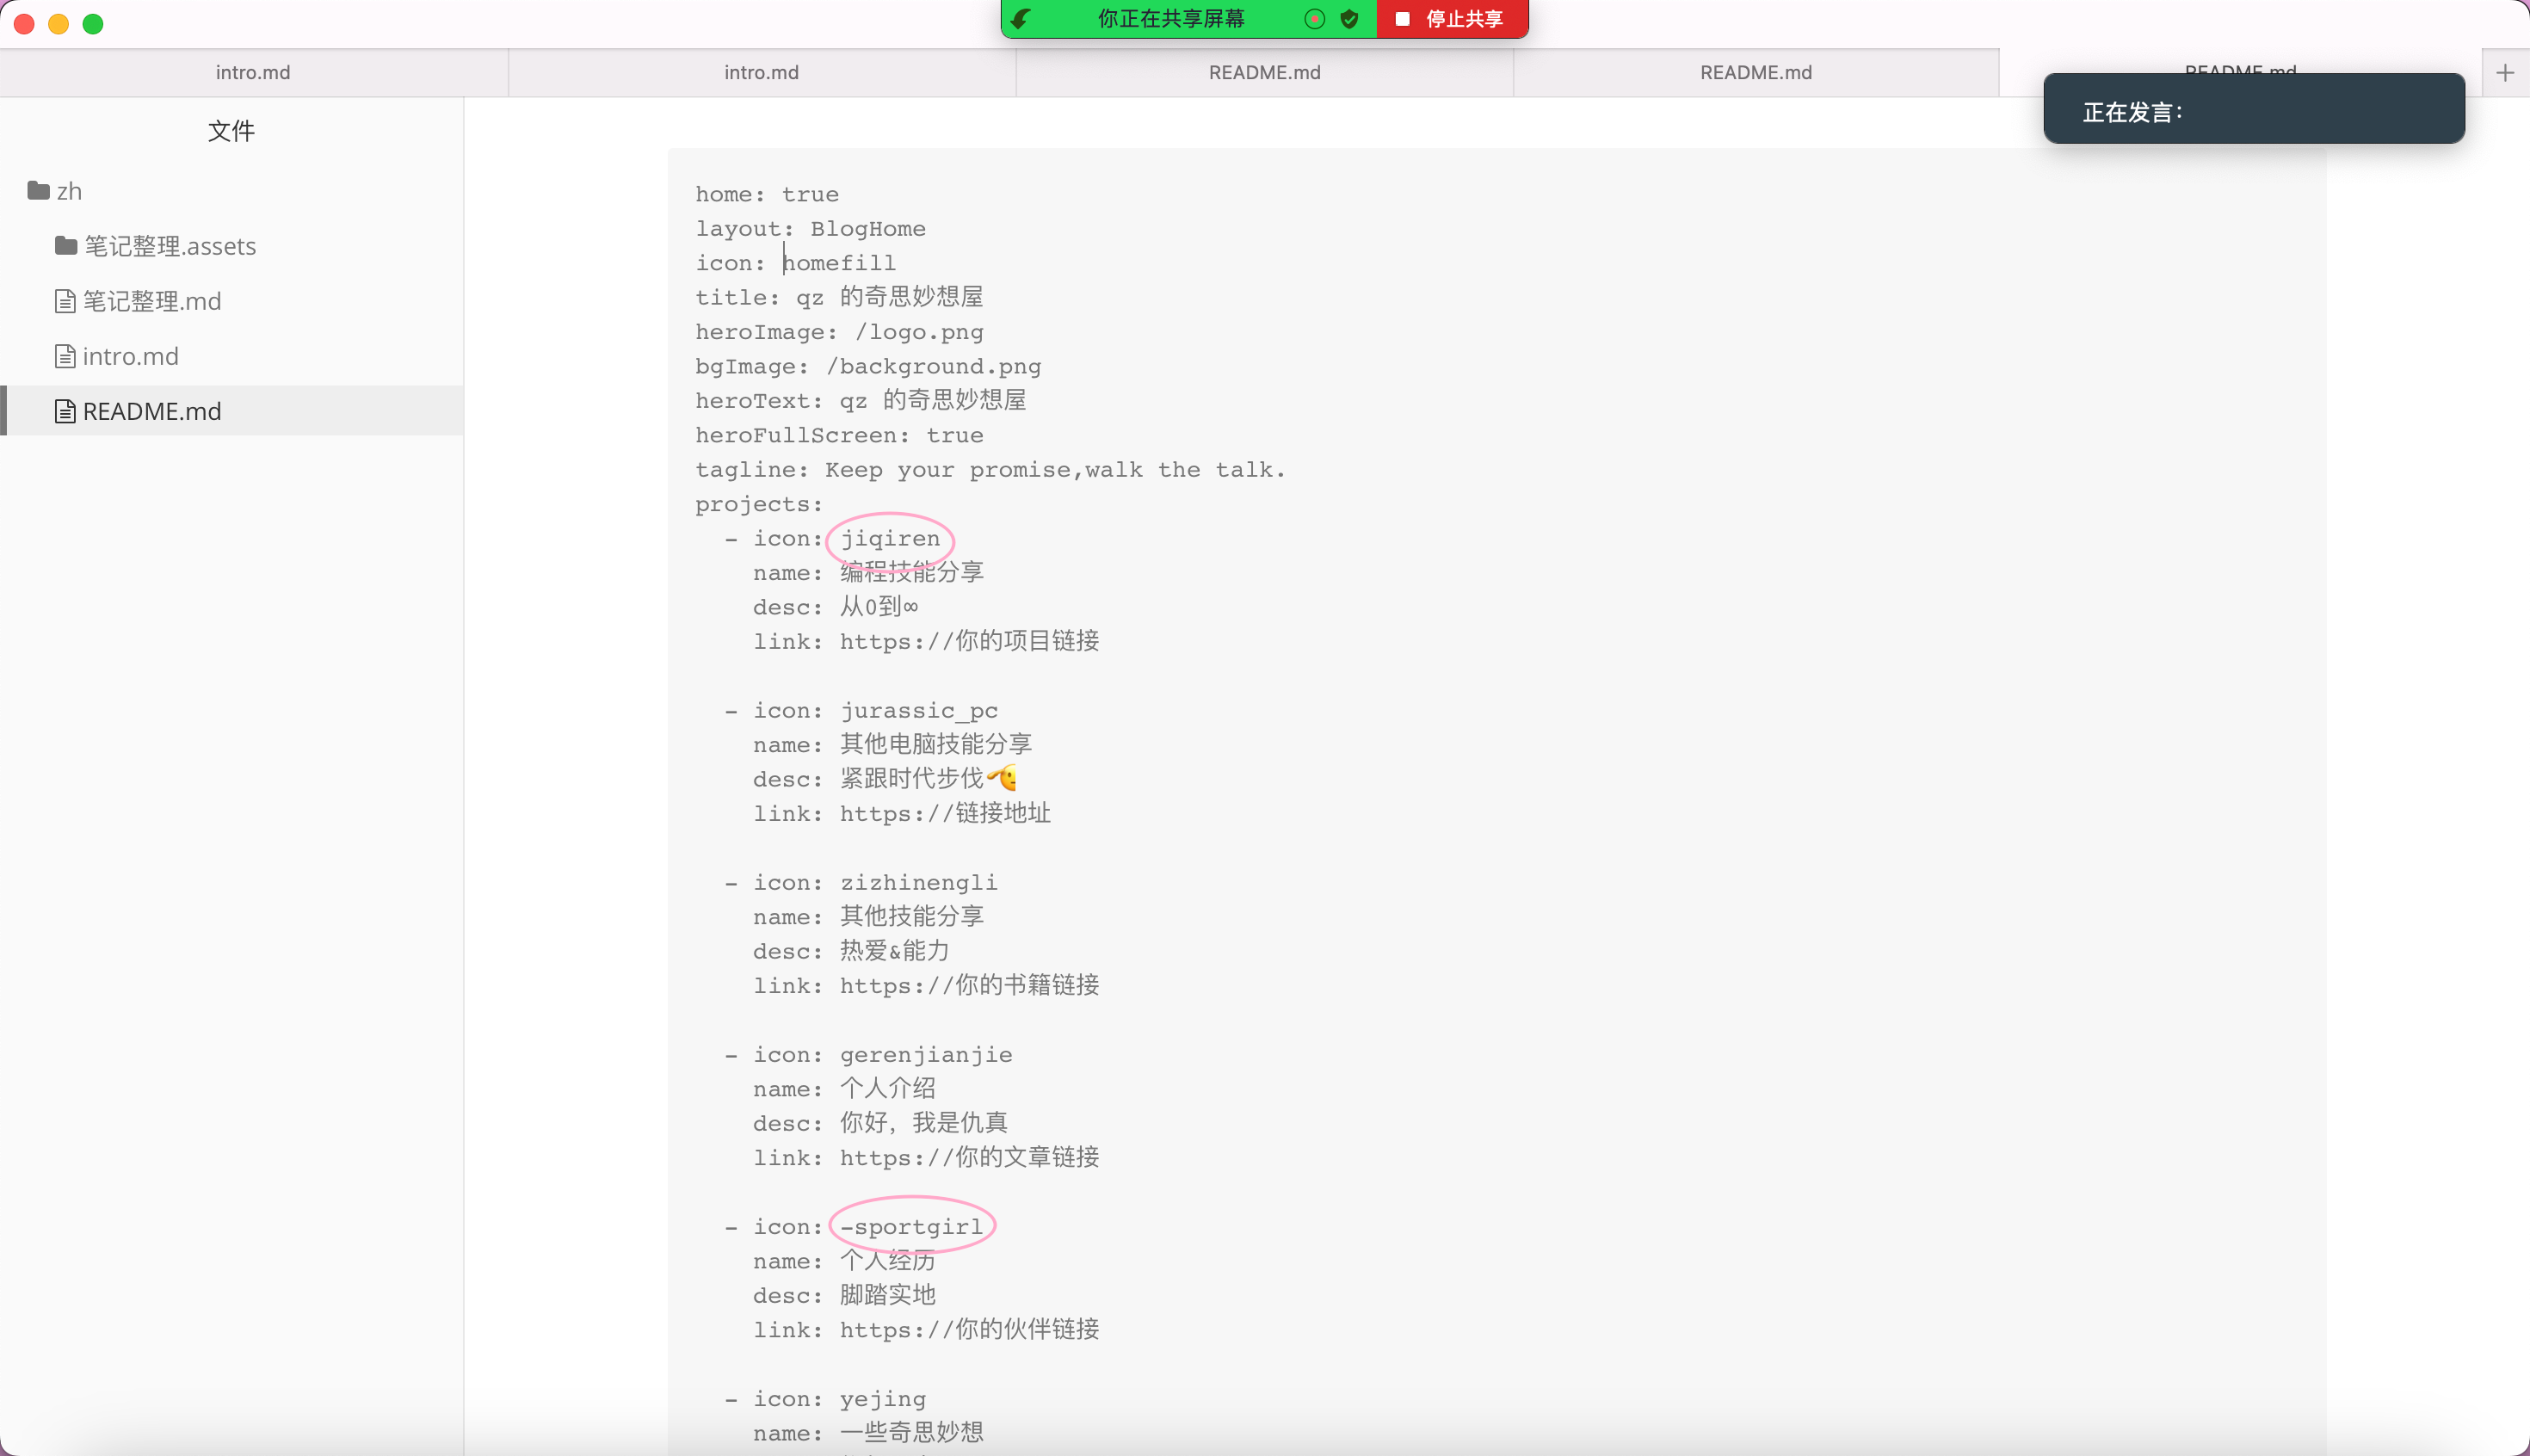 你正在共享屏幕
停止共享
intro.md
intro.md
README.md
README.md
README.md
正在发言:
文件
zh
笔记整理.assets
笔记整理.md
intro.md
README.md
home: true
layout: BlogHome
icon: homefill
title: qz 的奇思妙想屋
heroImage: /logo.png
bgImage: /background.png
heroText: qz 的奇思妙想屋
heroFullScreen: true
tagline: Keep your promise,walk the talk.
projects:
- icon: jiqiren
name: 编程技能分享
desc: 从0到∞
link: https://你的项目链接
- icon: jurassic_pc
name: 其他电脑技能分享
desc: 紧跟时代步伐🫡
link: https://链接地址
- icon: zizhinengli
name: 其他技能分享
desc: 热爱&能力
link: https://你的书籍链接
- icon: gerenjianjie
name: 个人介绍
desc: 你好，我是仇真
link: https://你的文章链接
- icon: -sportgirl
name: 个人经历
desc: 脚踏实地
link: https://你的伙伴链接
- icon: yejing
name: 一些奇思妙想